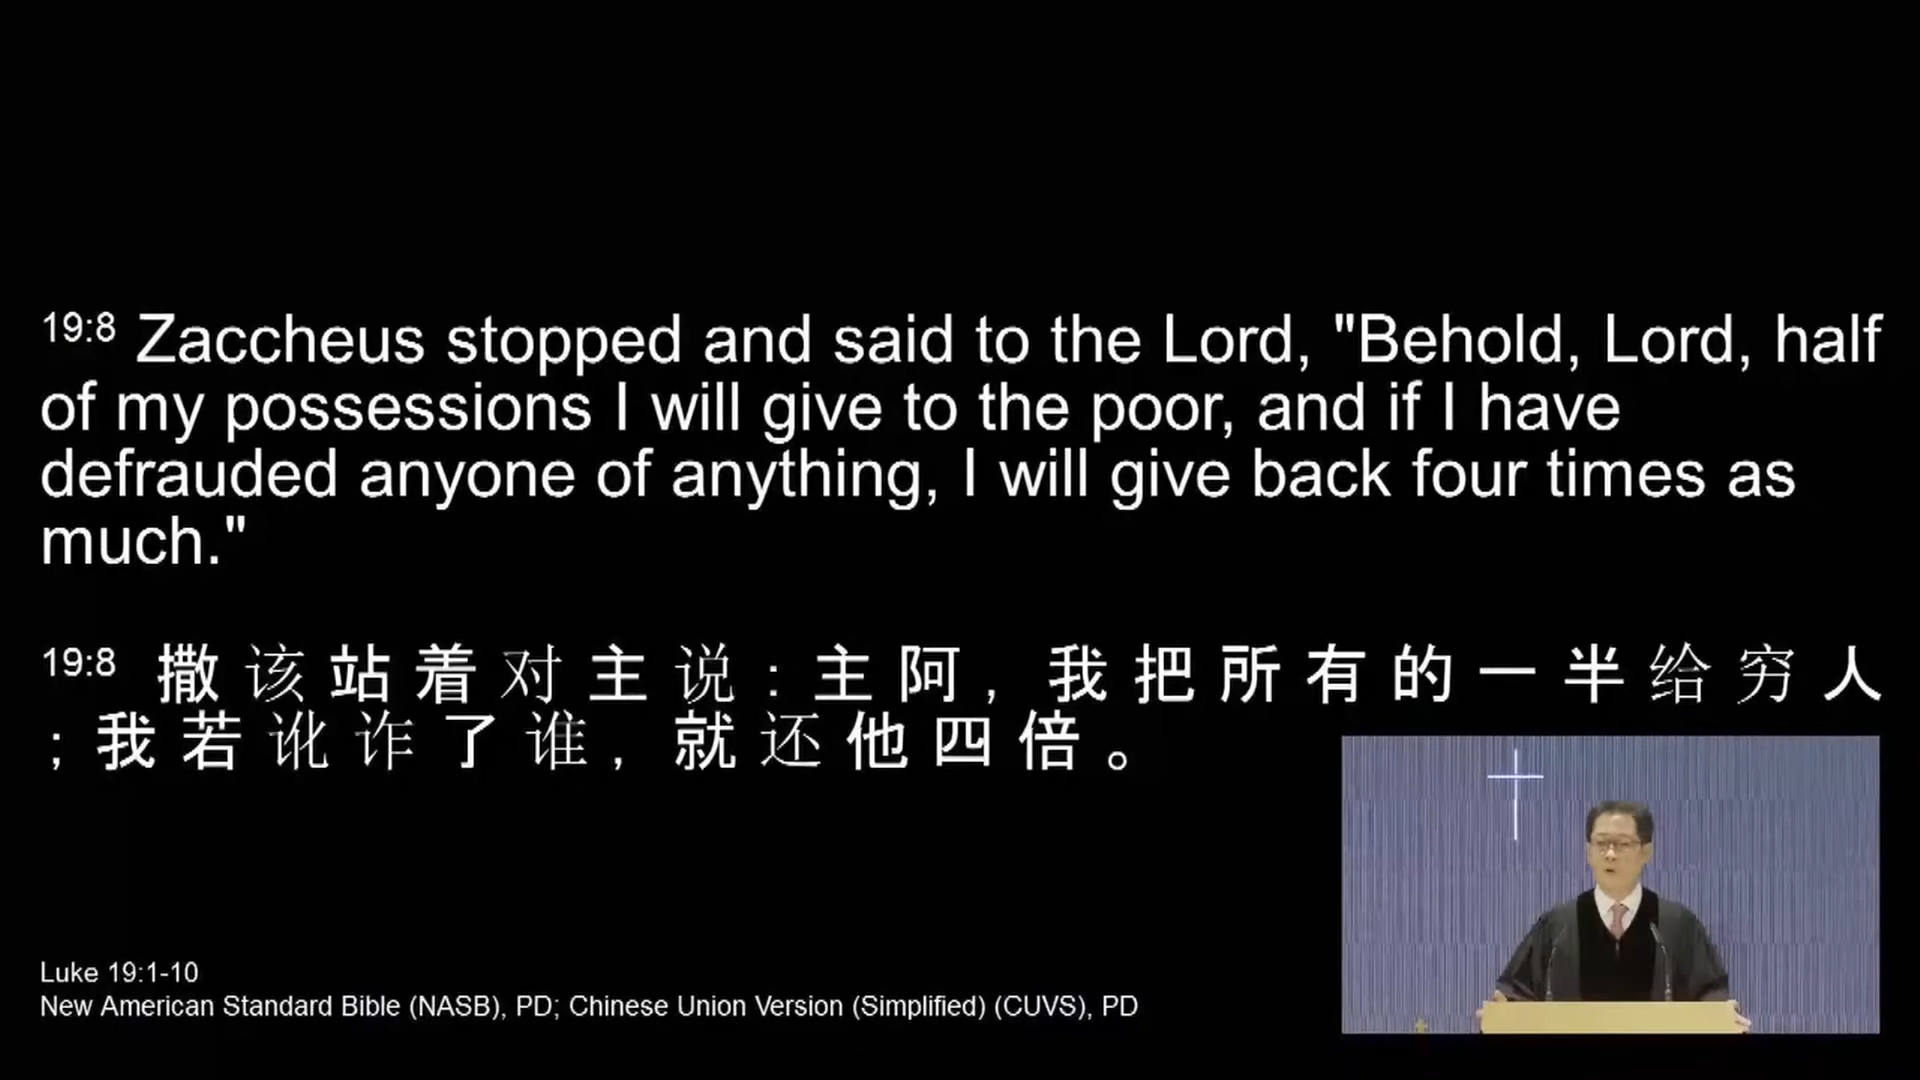 19:8 Zaccheus stopped and said to the Lord, "Behold, Lord, half
of my possessions I will give to the poor, and if I have
defrauded anyone of anything, I will give back four times as
much."
19:8 撒该站着对主说:主阿,我把所有的一半给穷人
;我若讹诈了谁,就还他四倍。
Luke 19:1-10
New American Standard Bible (NASB), PD; Chinese Union Version (Simplified) (CUVS), PD